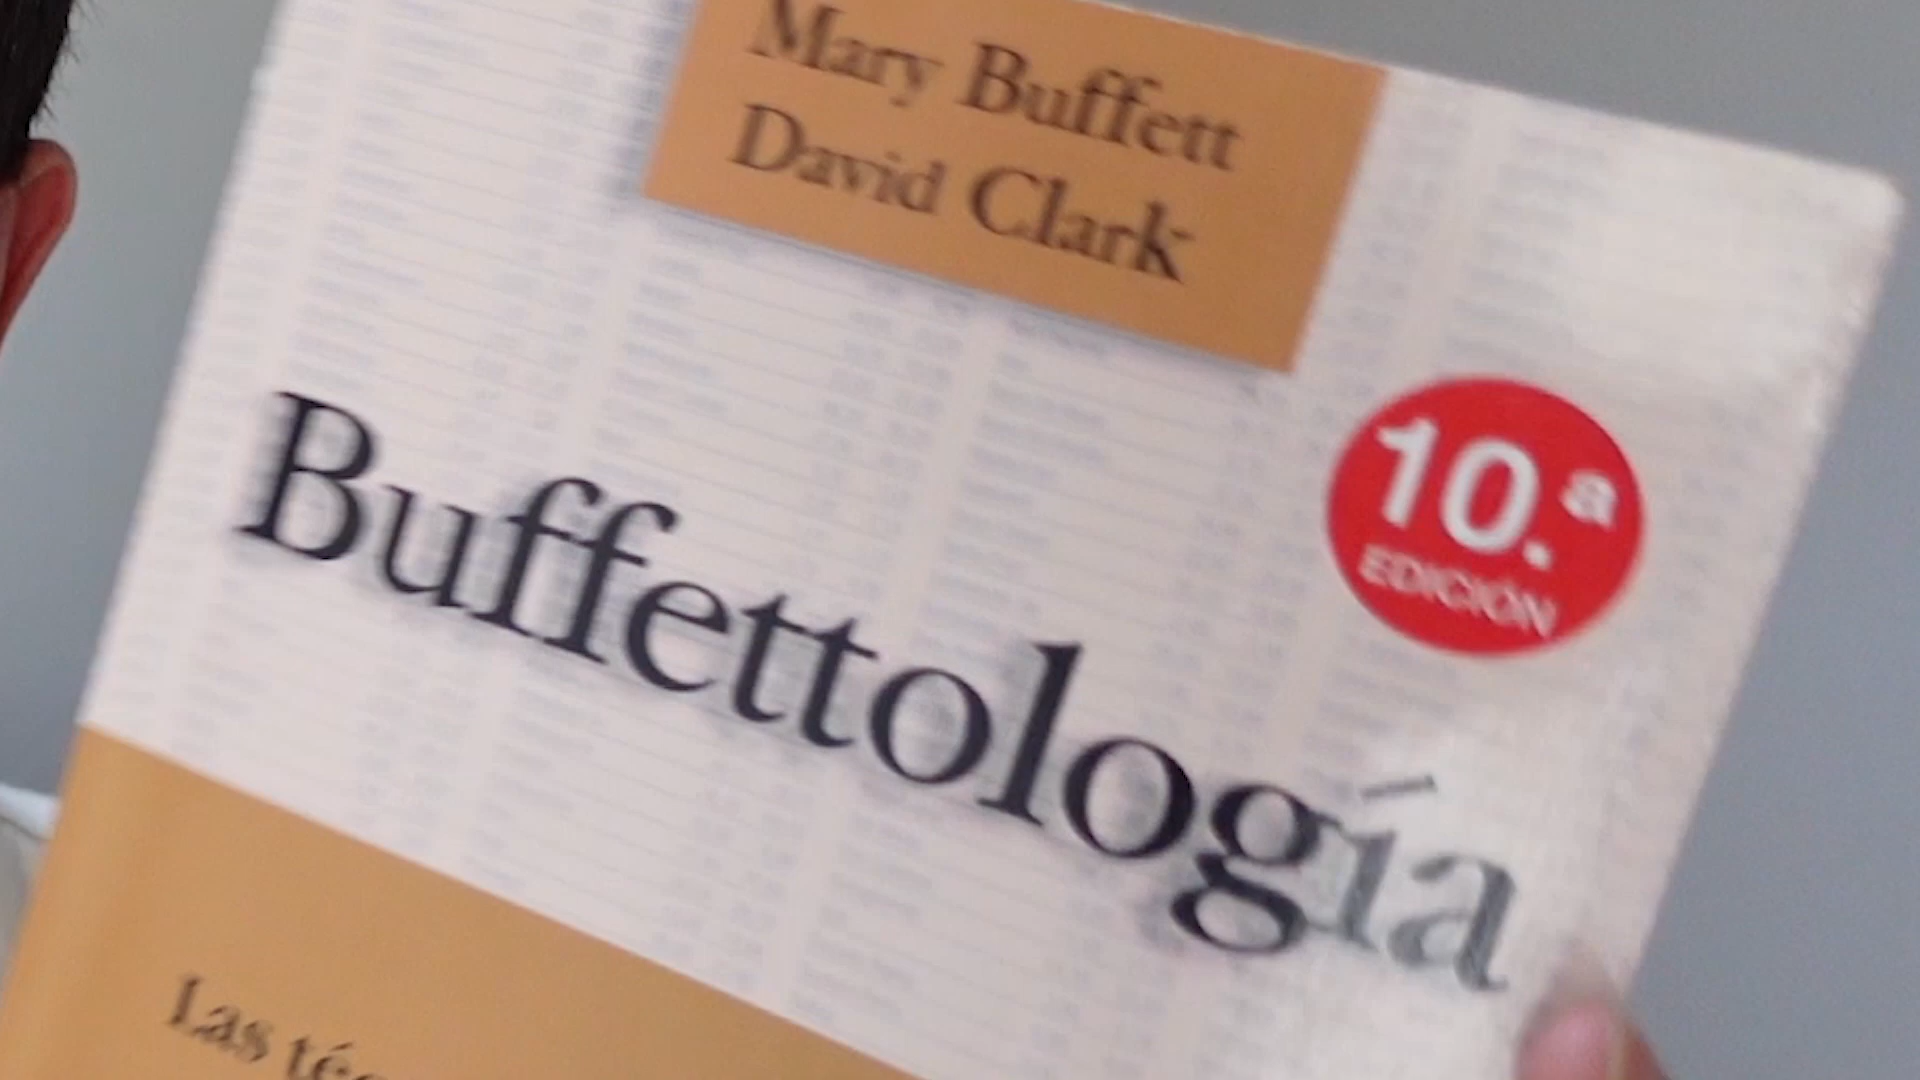 Mary Buffett
David Clark
10.ª
EDICIÓN
Buffettología
Las